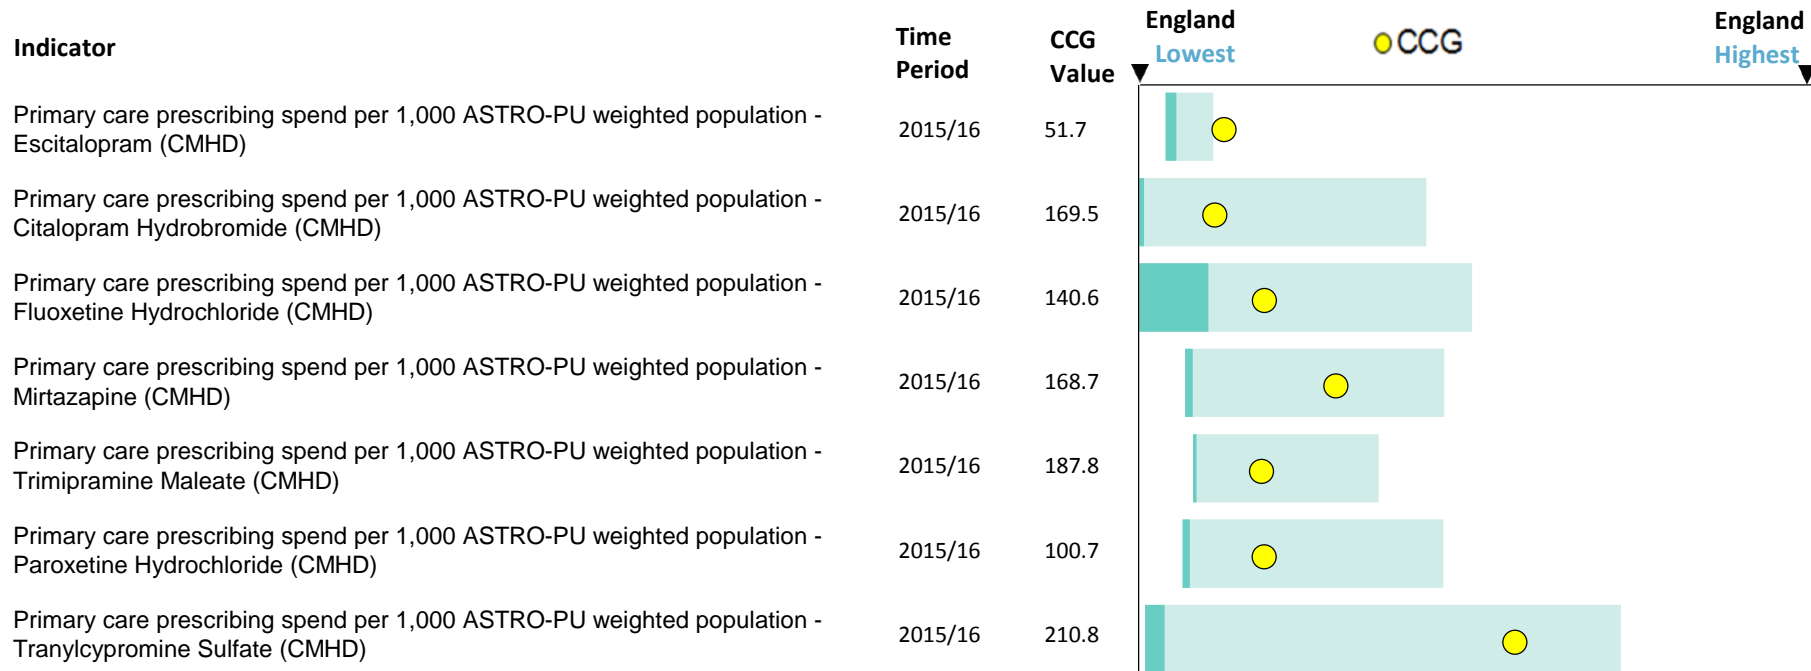 Indicator
Time
Period
CCG
Value
England
Lowest
CCG
England
Highest
Primary care prescribing spend per 1,000 ASTRO-PU weighted population -
Escitalopram (CMHD)
2015/16
51.7
Primary care prescribing spend per 1,000 ASTRO-PU weighted population -
Citalopram Hydrobromide (CMHD)
2015/16
169.5
Primary care prescribing spend per 1,000 ASTRO-PU weighted population -
Fluoxetine Hydrochloride (CMHD)
2015/16
140.6
Primary care prescribing spend per 1,000 ASTRO-PU weighted population -
Mirtazapine (CMHD)
2015/16
168.7
Primary care prescribing spend per 1,000 ASTRO-PU weighted population -
Trimipramine Maleate (CMHD)
2015/16
187.8
Primary care prescribing spend per 1,000 ASTRO-PU weighted population -
Paroxetine Hydrochloride (CMHD)
2015/16
100.7
Primary care prescribing spend per 1,000 ASTRO-PU weighted population -
Tranylcypromine Sulfate (CMHD)
2015/16
210.8